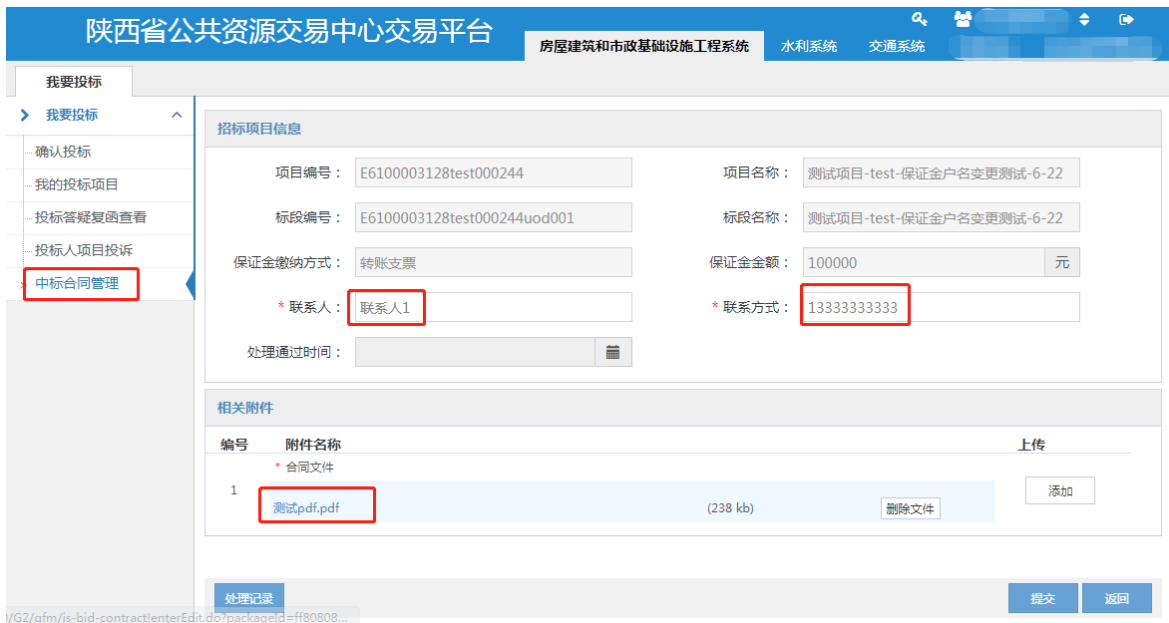 陕西省公共资源交易中心交易平台
房屋建筑和市政基础设施工程系统 水利系统 交通系统
我要投标
我要投标
确认投标
我的投标项目
投标答疑复函查看
投标人项目投诉
中标合同管理
招标项目信息
项目编号： E6100003128test000244 项目名称： 测试项目-test-保证金户名变更测试-6-22
标段编号： E6100003128test000244uod001 标段名称： 测试项目-test-保证金户名变更测试-6-22
保证金缴纳方式： 转账支票 保证金金额： 100000 元
* 联系人： 联系人1 * 联系方式： 13333333333
处理通过时间：
相关附件
编号 附件名称 上传
* 合同文件
1 添加
测试pdf.pdf (238 kb) 删除文件
处理记录 提交 返回
/G2/gfm/js-bid-contract!enterEdit.do?packageId=ff80808...